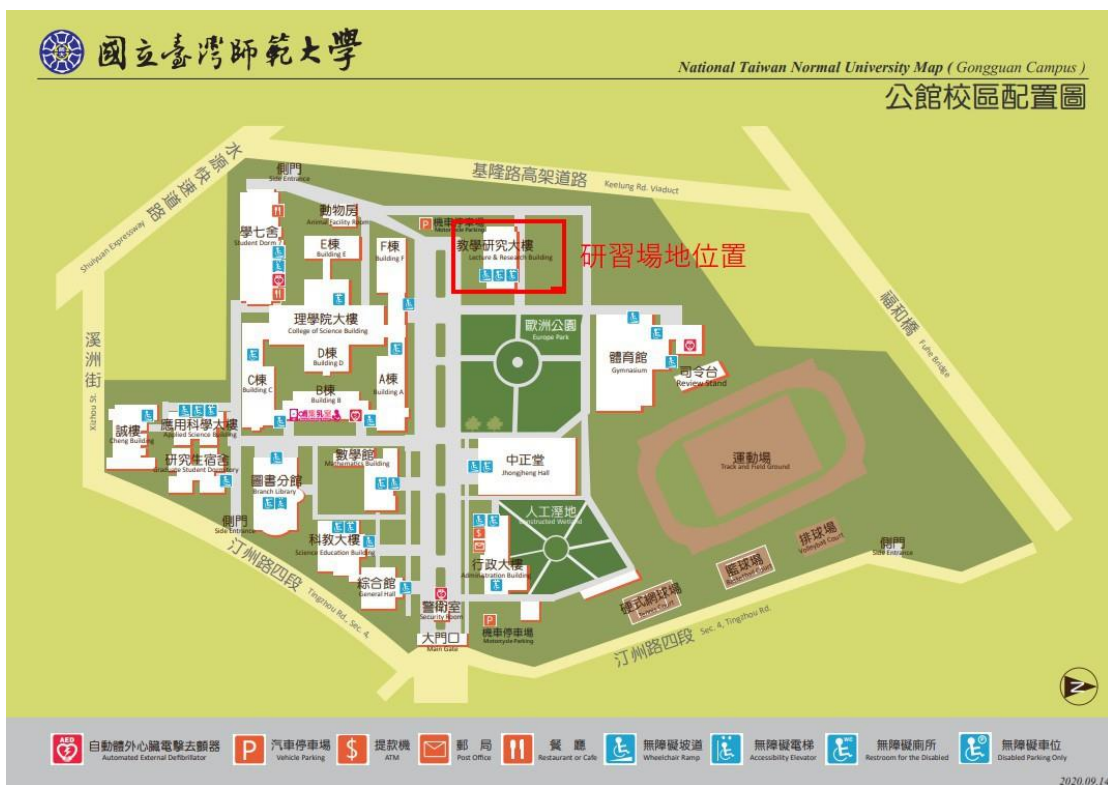 國立臺灣師範大學
National Taiwan Normal University Map ( Gongguan Campus )
公館校區配置圖
水源快速道路
Shuiyuan Expressway
基隆路高架道路
Keelung Rd. Viaduct
側門
Side Entrance
動物房
Animal Facility Room
機車停車場
Motorcycle Parking
學七舍
Student Dorm 7
E棟
Building E
F棟
Building F
教學研究大樓
Lecture & Research Building
研習場地位置
福和橋
Fuhe Bridge
理學院大樓
College of Science Building
歐洲公園
Europe Park
體育館
Gymnasium
司令台
Review Stand
溪洲街
Xizhou St.
D棟
Building D
C棟
Building C
B棟
Building B
A棟
Building A
誠樓
Cheng Building
應用科學大樓
Applied Science Building
研究生宿舍
Graduate Student Dormitory
數學館
Mathematics Building
中正堂
Jhongjheng Hall
運動場
Track and Field Ground
圖書分館
Branch Library
人工溼地
Constructed Wetland
側門
Side Entrance
科教大樓
Science Education Building
行政大樓
Administration Building
排球場
Volleyball Court
籃球場
Basketball Court
側門
Side Entrance
綜合館
General Hall
硬式網球場
Tennis Court
汀州路四段
Tingzhou Rd., Sec. 4,
警衛室
Security Room
機車停車場
Motorcycle Parking
大門口
Main Gate
汀州路四段
Sec. 4, Tingzhou Rd.
N
AED
自動體外心臟電擊去顫器
Automated External Defibrillator
P
汽車停車場
Vehicle Parking
$
提款機
ATM
郵局
Post Office
餐廳
Restaurant or Cafe
無障礙坡道
Wheelchair Ramp
無障礙電梯
Accessibility Elevator
WC
無障礙廁所
Restroom for the Disabled
P
無障礙車位
Disabled Parking Only
2020.09.14